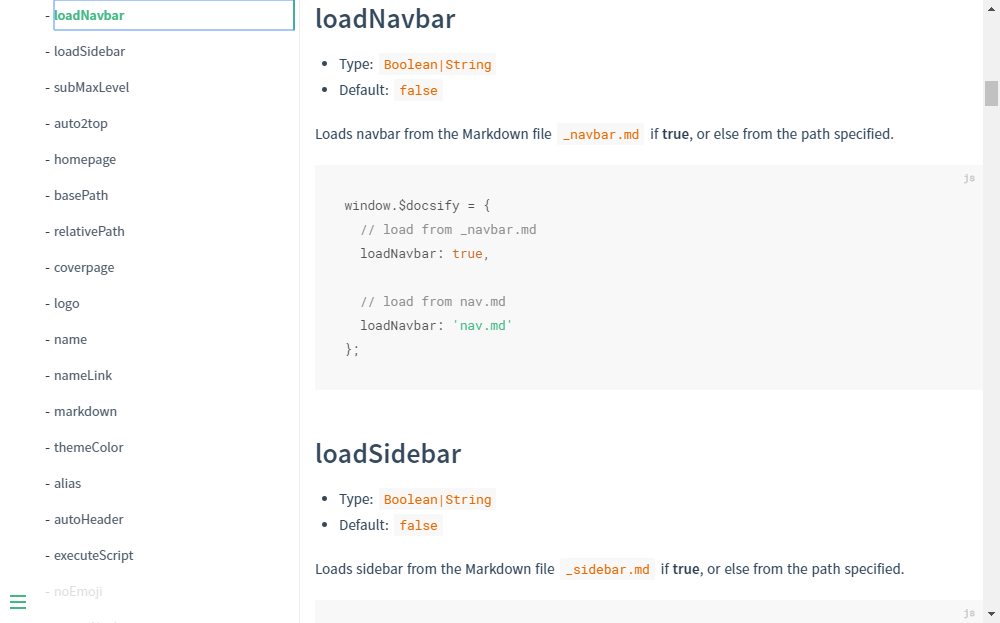 - loadNavbar
- loadSidebar
- subMaxLevel
- auto2top
- homepage
- basePath
- relativePath
- coverpage
- logo
- name
- nameLink
- markdown
- themeColor
- alias
- autoHeader
- executeScript
- noEmoji
loadNavbar
Type: Boolean|String
Default: false
Loads navbar from the Markdown file _navbar.md if true, or else from the path specified.
js
window.$docsify = {
// load from _navbar.md
loadNavbar: true,
// load from nav.md
loadNavbar: 'nav.md'
};
loadSidebar
Type: Boolean|String
Default: false
Loads sidebar from the Markdown file _sidebar.md if true, or else from the path specified.
js